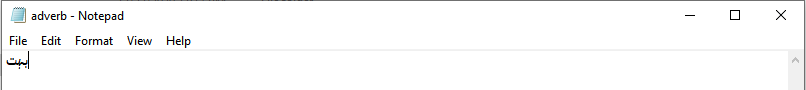 adverb - Notepad
File Edit Format View Help
بہت